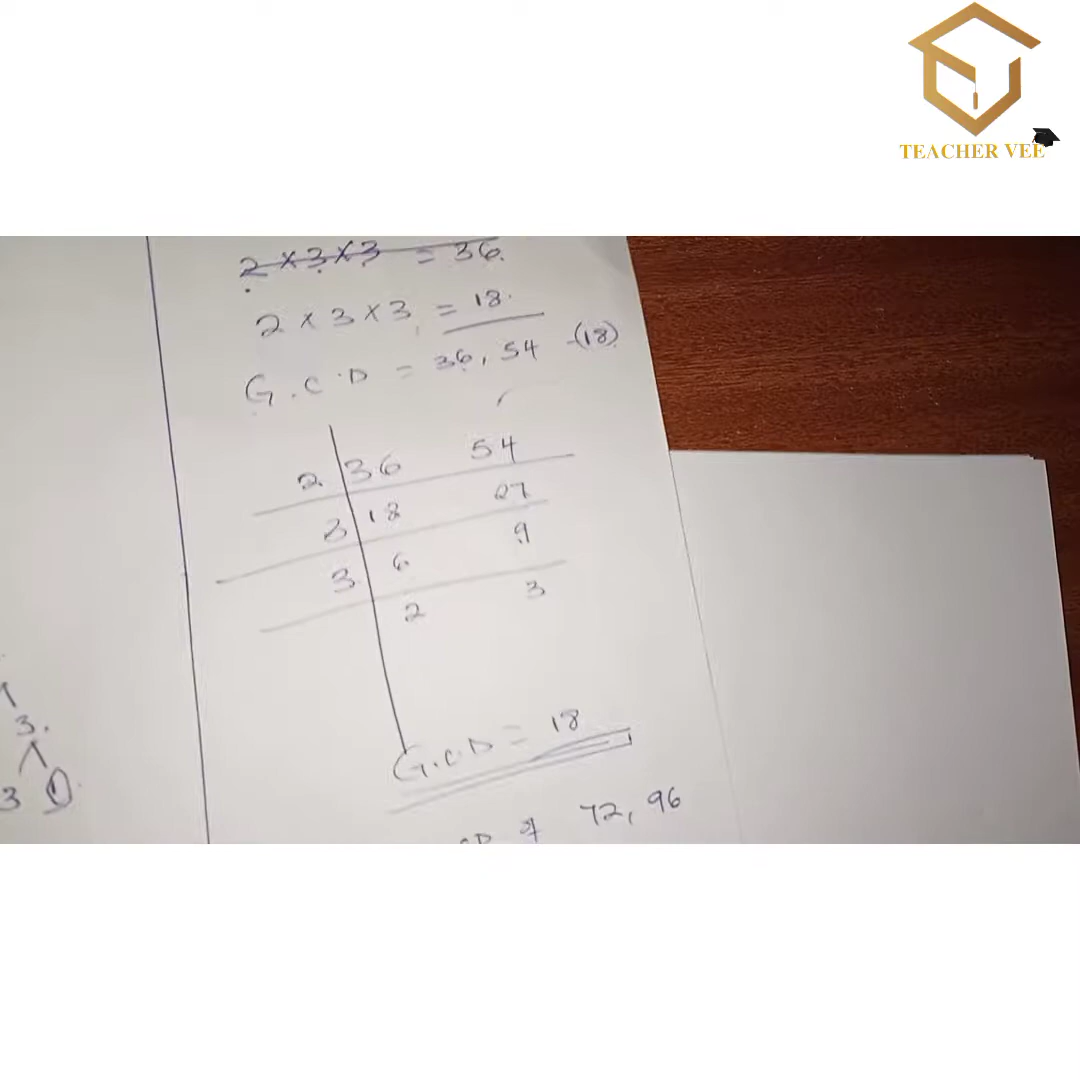 TEACHER VEE
2 × 3 × 3 = 36.
2 × 3 × 3 = 18.
G.C.D = 36, 54 -(18)
2 36 54
3 18 27
3 6 9
2 3
G.C.D = 18
72, 96
3.
3 1